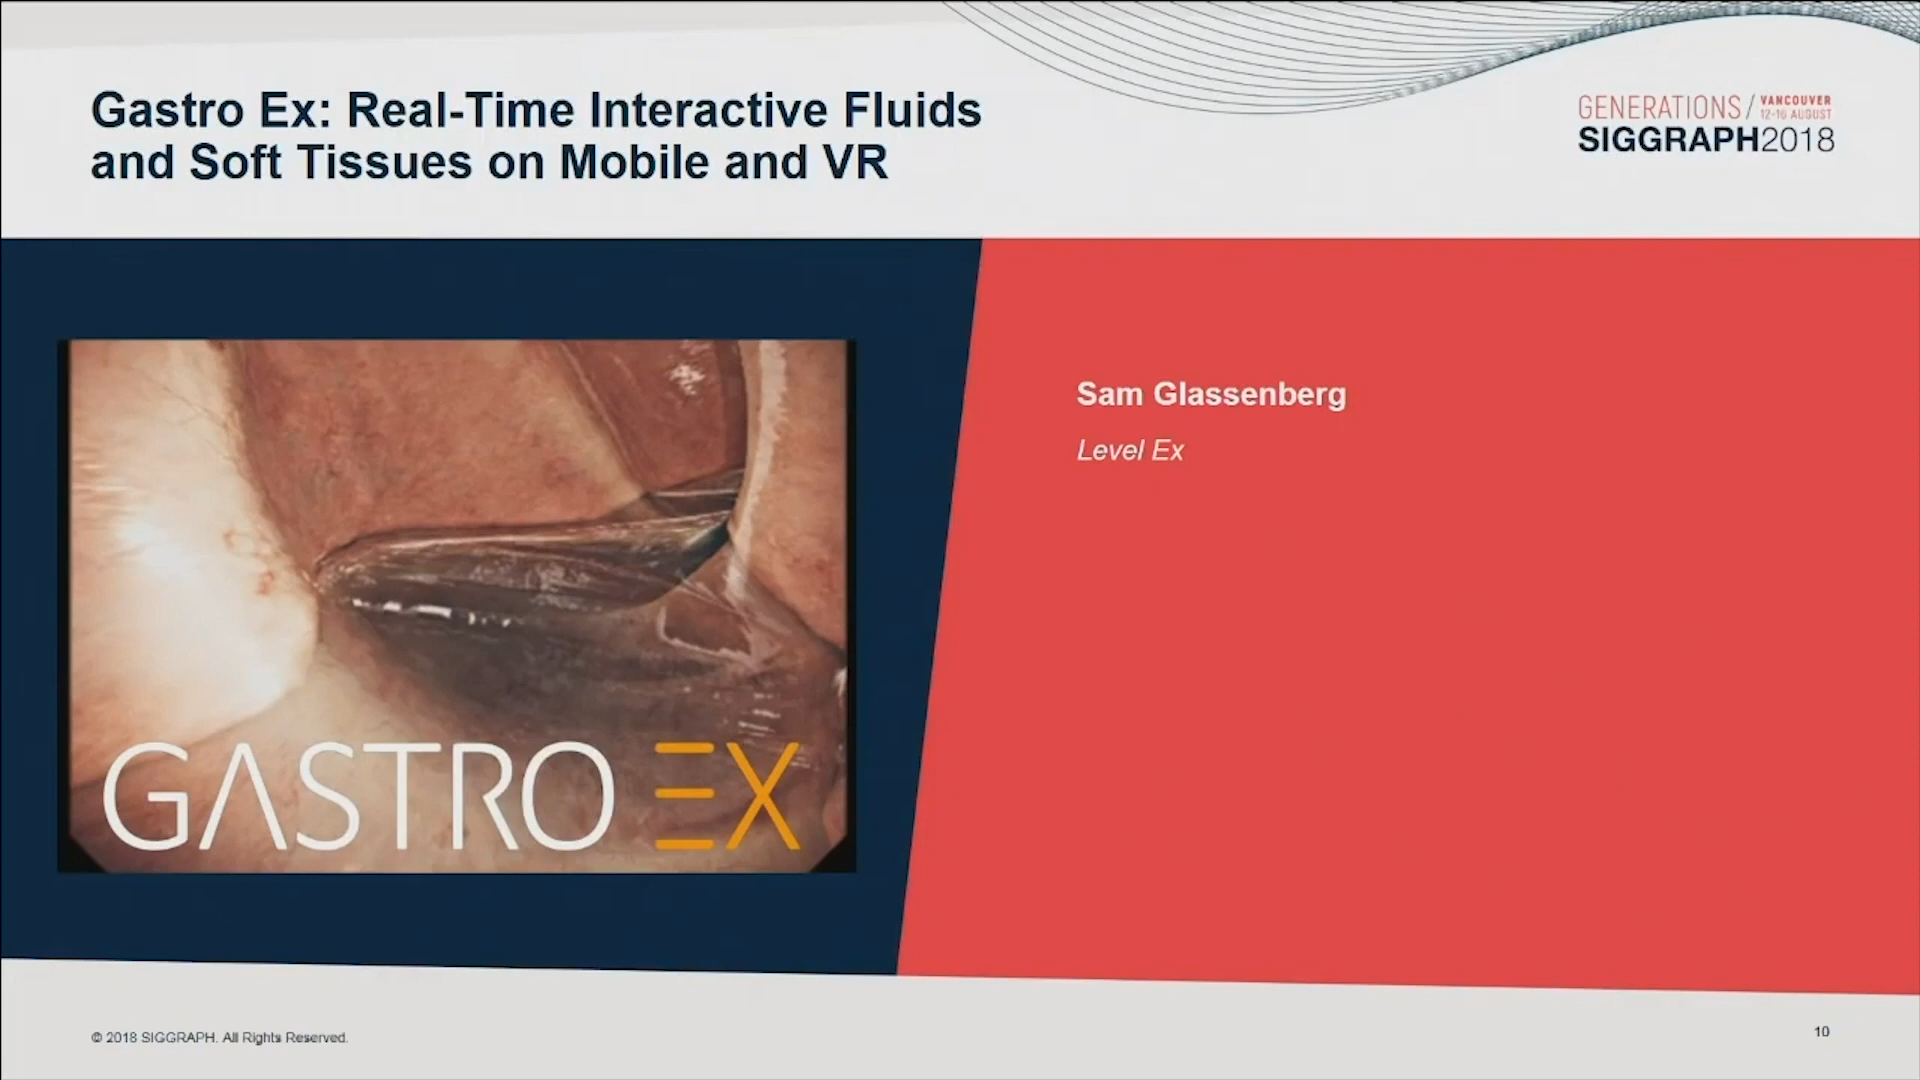 Gastro Ex: Real-Time Interactive Fluids
and Soft Tissues on Mobile and VR
GENERATIONS / VANCOUVER
12-16 AUGUST
SIGGRAPH2018
Sam Glassenberg
Level Ex
GASTRO EX
© 2018 SIGGRAPH. All Rights Reserved.
10